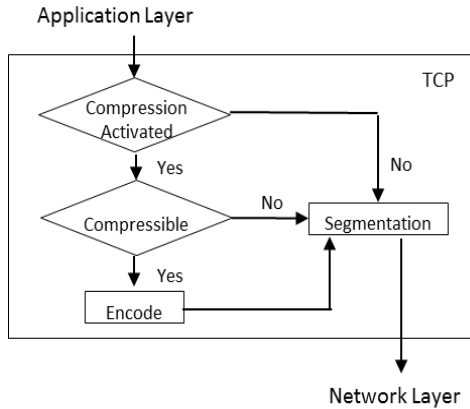 Application Layer
TCP
Compression
Activated
Yes
No
Compressible
No
Segmentation
Yes
Encode
Network Layer